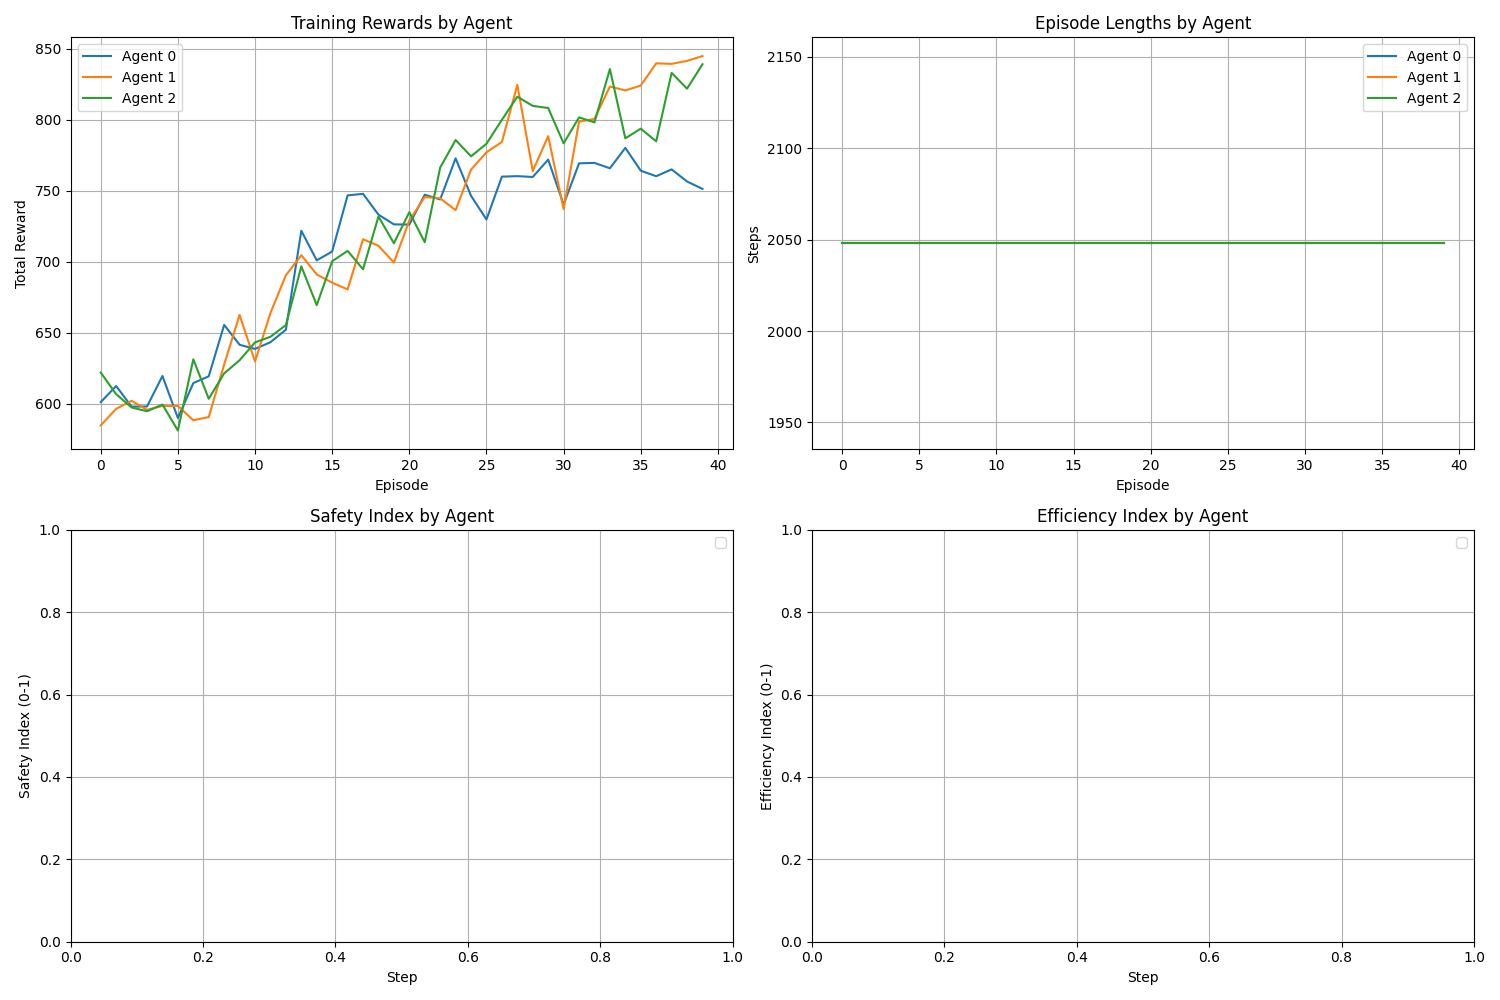 Training Rewards by Agent
850
800
750
700
650
600
Total Reward
Agent 0
Agent 1
Agent 2
0 5 10 15 20 25 30 35 40
Episode
Episode Lengths by Agent
2150
2100
2050
2000
1950
Steps
Agent 0
Agent 1
Agent 2
0 5 10 15 20 25 30 35 40
Episode
Safety Index by Agent
1.0
0.8
0.6
0.4
0.2
0.0
Safety Index (0-1)
0.0 0.2 0.4 0.6 0.8 1.0
Step
Efficiency Index by Agent
1.0
0.8
0.6
0.4
0.2
0.0
Efficiency Index (0-1)
0.0 0.2 0.4 0.6 0.8 1.0
Step